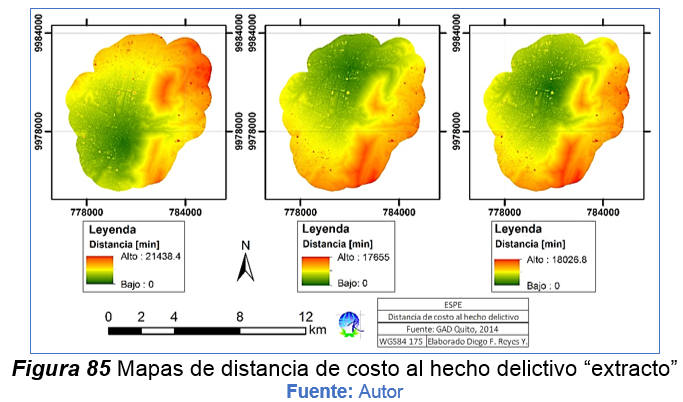 9984000
9984000
9984000
9978000
9978000
9978000
778000
784000
778000
784000
778000
784000
Leyenda
Distancia [min]
Alto : 21438.4
Bajo : 0
N
Leyenda
Distancia [min]
Alto : 17655
Bajo : 0
Leyenda
Distancia [min]
Alto : 18026.8
Bajo : 0
0 2 4 8 12
km
ESPE
Distancia de costo al hecho delictivo
Fuente: GAD Quito, 2014
WGS84 17S Elaborado Diego F. Reyes Y.
Figura 85 Mapas de distancia de costo al hecho delictivo “extracto”
Fuente: Autor